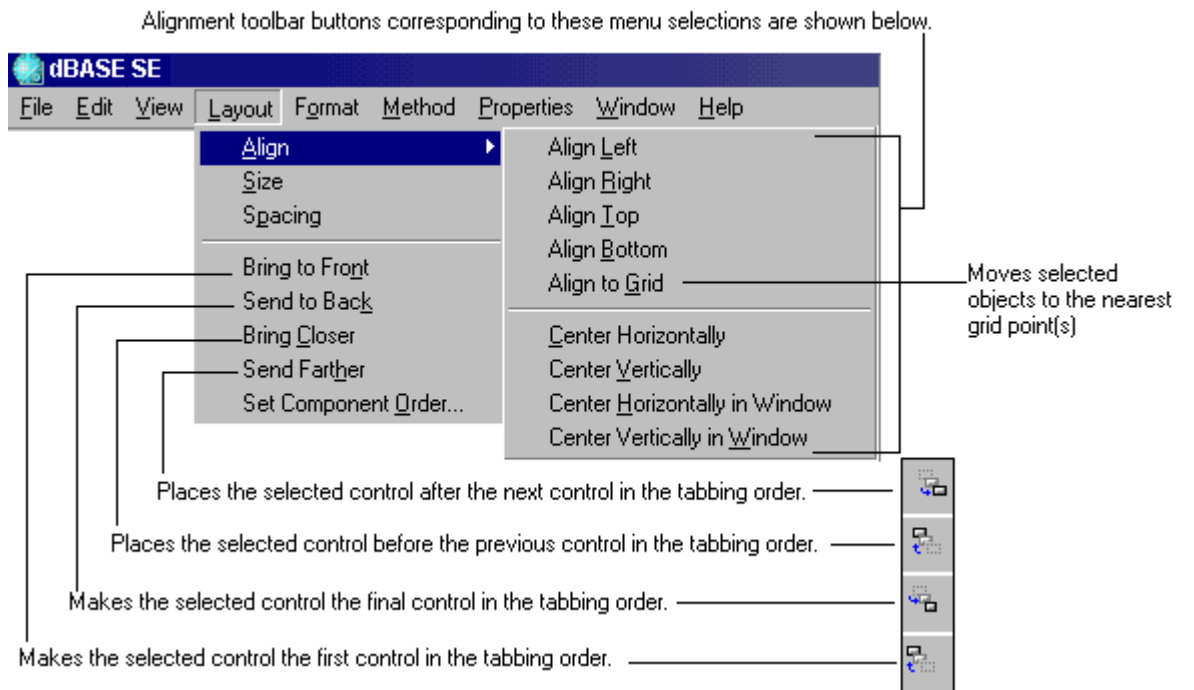 Alignment toolbar buttons corresponding to these menu selections are shown below.
dBASE SE
File Edit View Layout Format Method Properties Window Help
Align
Size
Spacing
Bring to Front
Send to Back
Bring Closer
Send Farther
Set Component Order...
Align Left
Align Right
Align Top
Align Bottom
Align to Grid
Center Horizontally
Center Vertically
Center Horizontally in Window
Center Vertically in Window
Moves selected
objects to the nearest
grid point(s)
Places the selected control after the next control in the tabbing order.
Places the selected control before the previous control in the tabbing order.
Makes the selected control the final control in the tabbing order.
Makes the selected control the first control in the tabbing order.